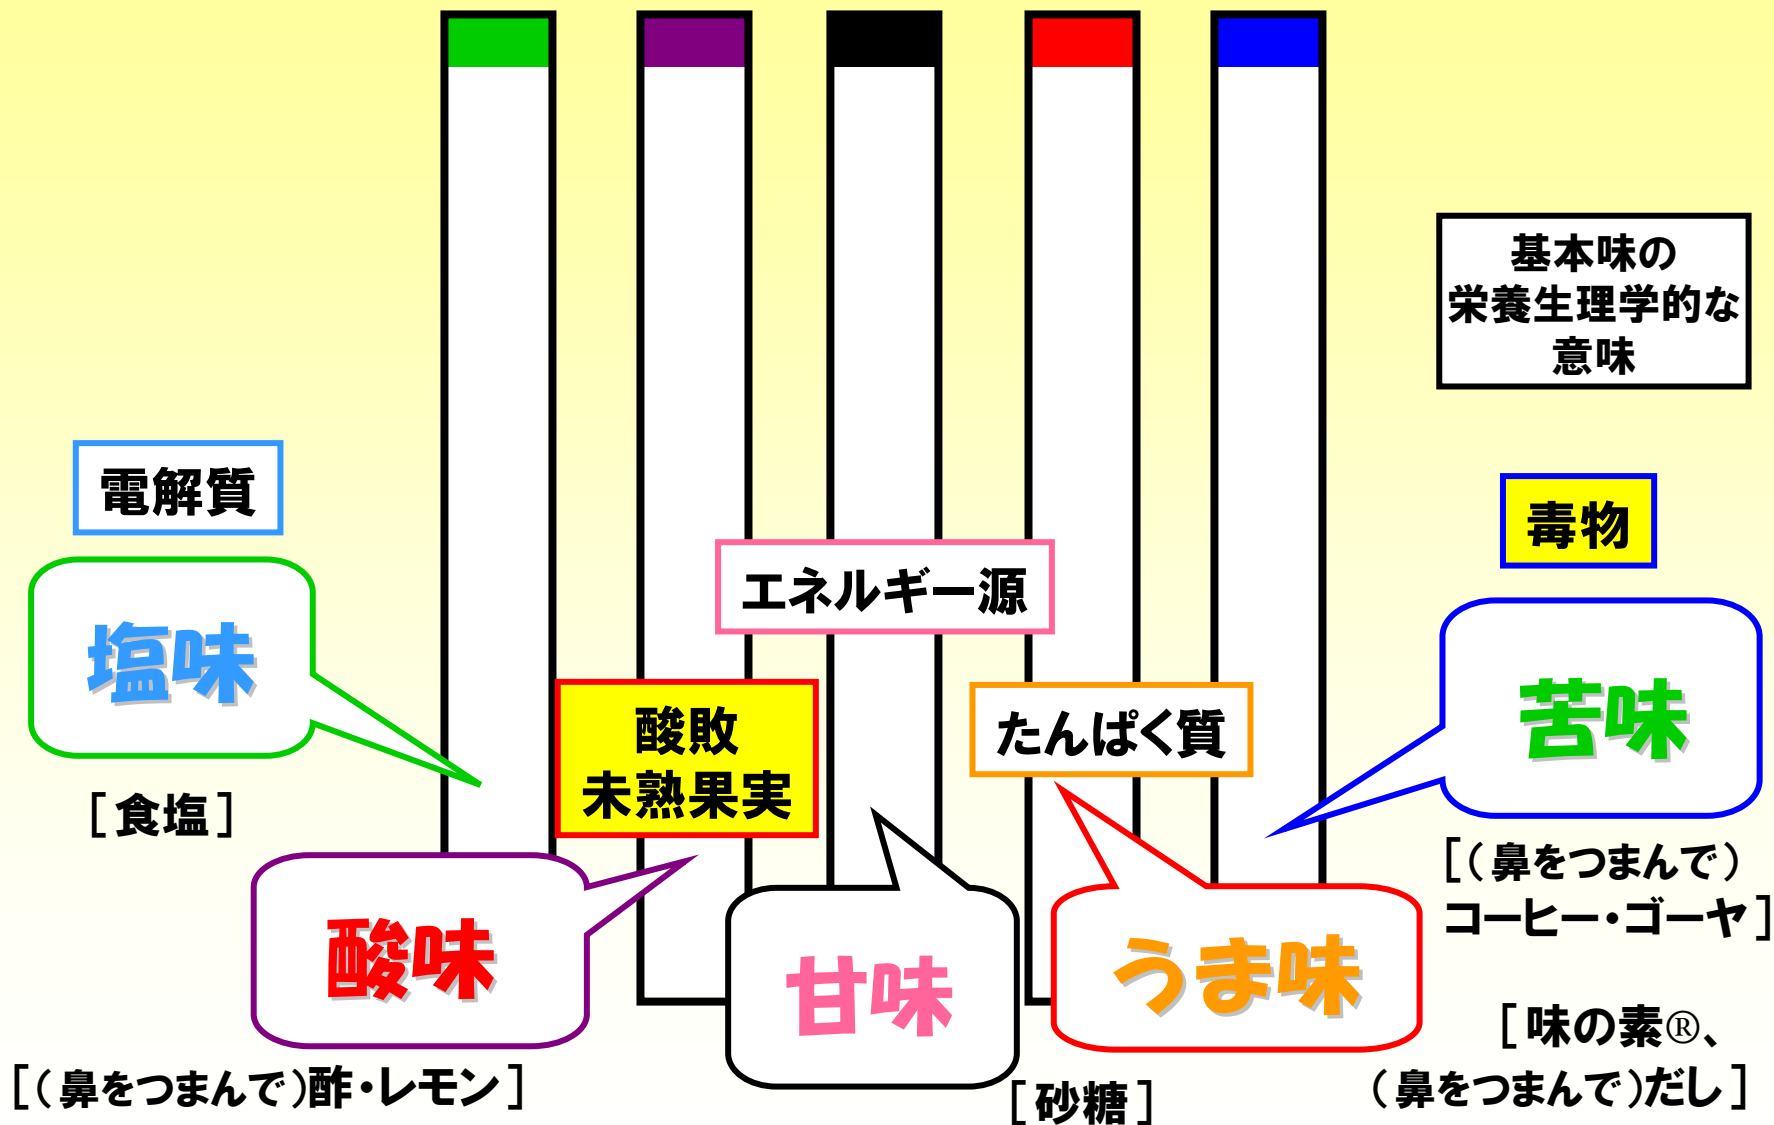 基本味の
栄養生理学的な
意味
電解質
塩味
[食塩]
酸敗
未熟果実
酸味
[(鼻をつまんで)酢・レモン]
エネルギー源
甘味
[砂糖]
たんぱく質
うま味
[味の素®、
(鼻をつまんで)だし]
毒物
苦味
[(鼻をつまんで)
コーヒー・ゴーヤ]